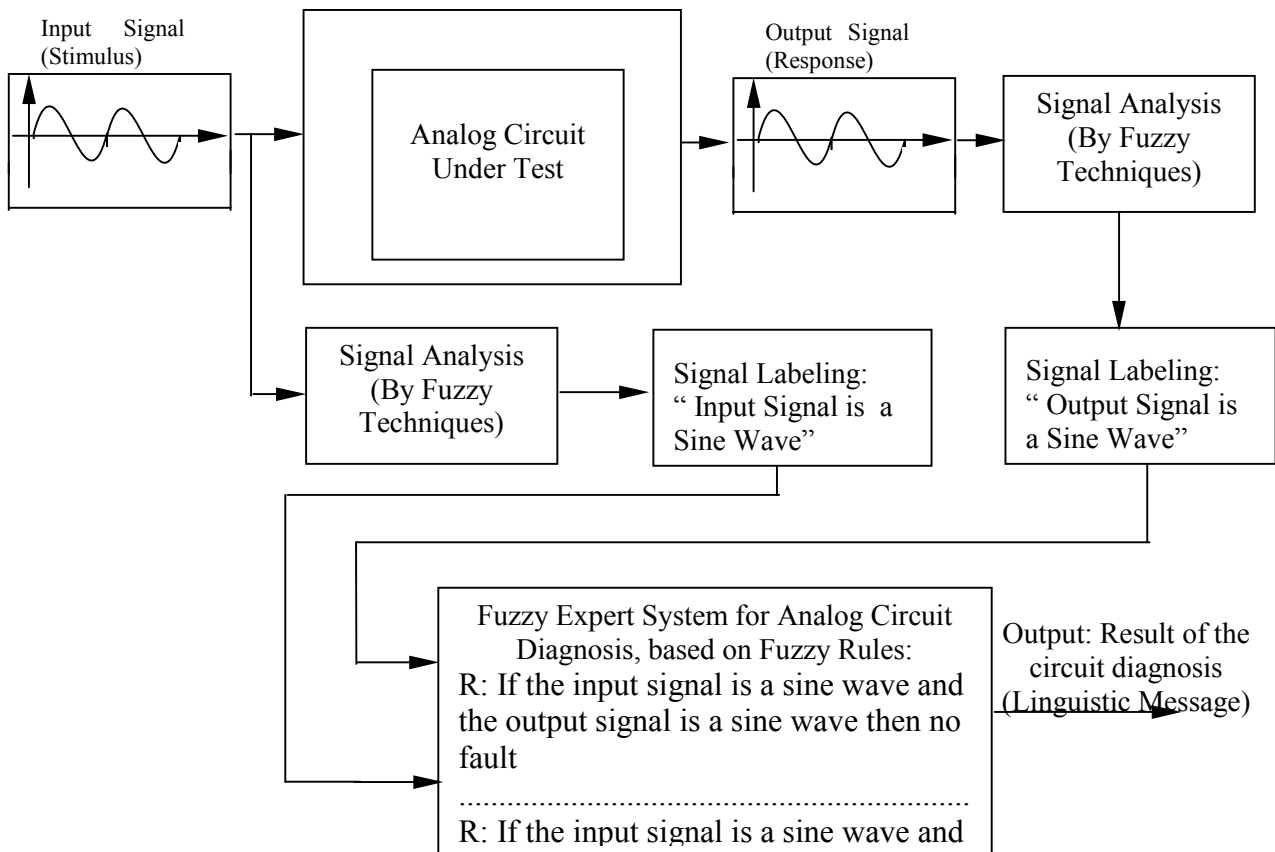 Input Signal
(Stimulus)
Analog Circuit
Under Test
Output Signal
(Response)
Signal Analysis
(By Fuzzy
Techniques)
Signal Analysis
(By Fuzzy
Techniques)
Signal Labeling:
“ Input Signal is a
Sine Wave”
Signal Labeling:
“ Output Signal is
a Sine Wave”
Fuzzy Expert System for Analog Circuit
Diagnosis, based on Fuzzy Rules:
R: If the input signal is a sine wave and
the output signal is a sine wave then no
fault
................................................................
R: If the input signal is a sine wave and
Output: Result of the
circuit diagnosis
(Linguistic Message)